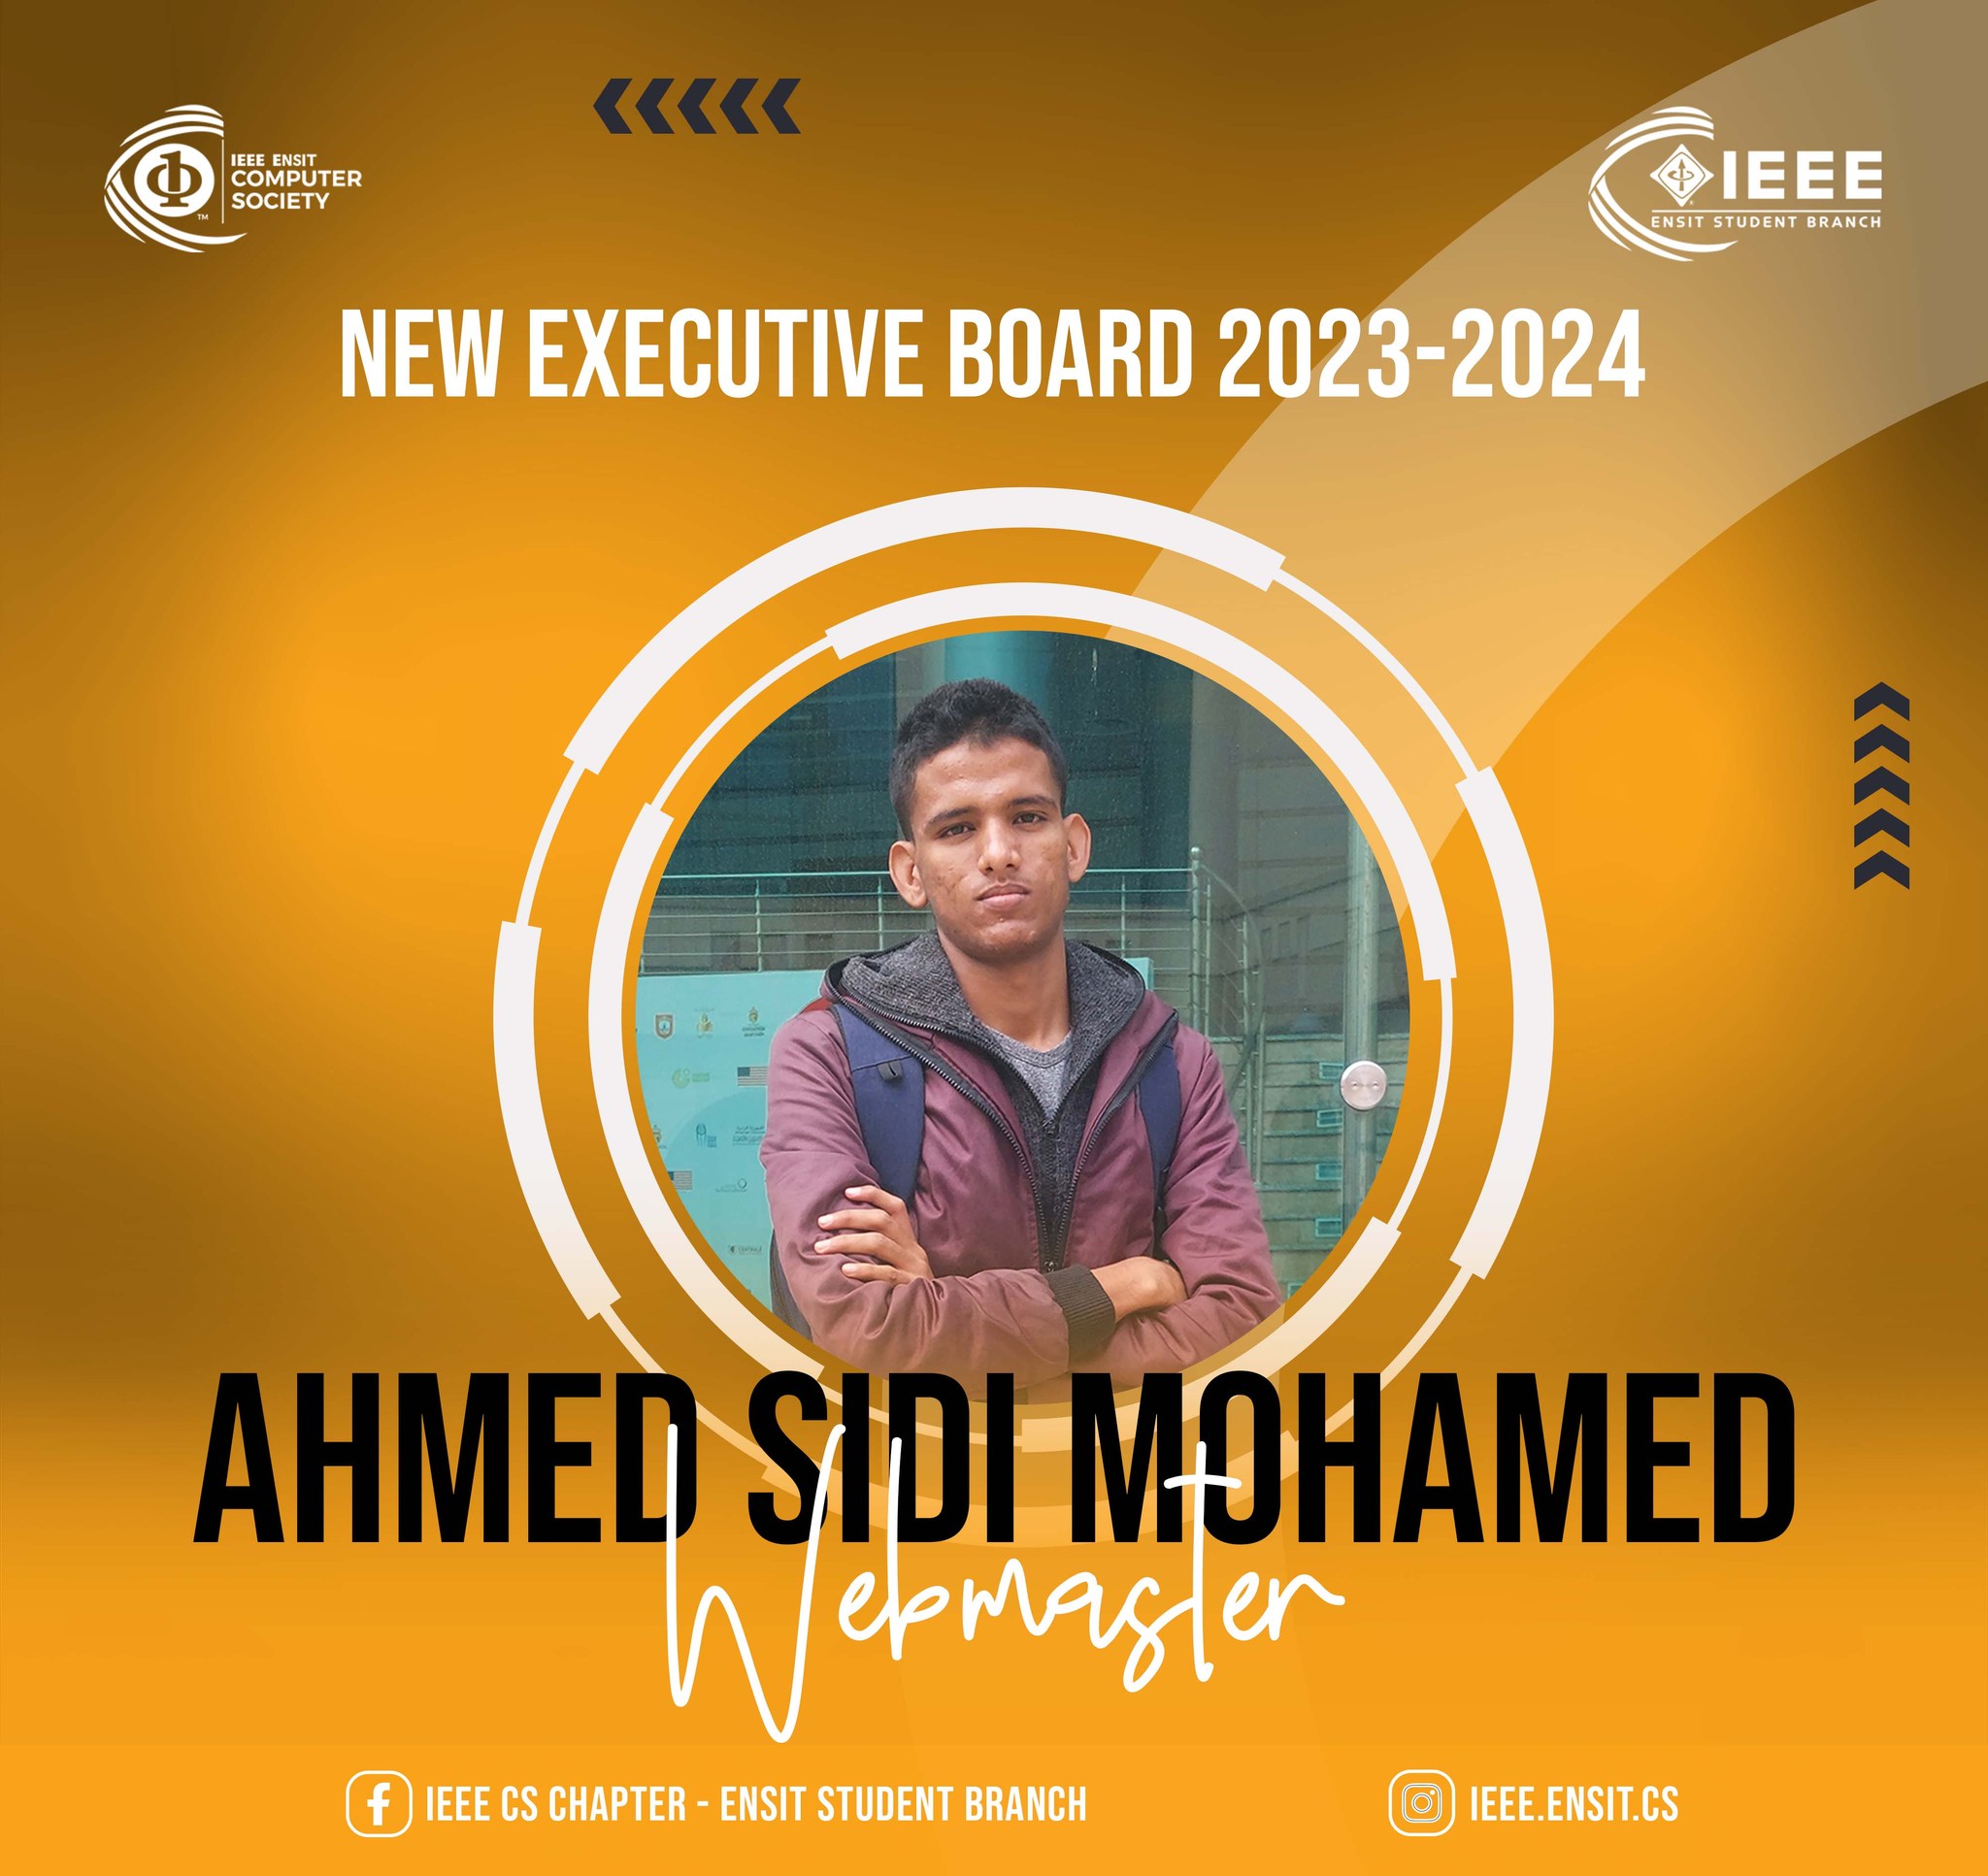 IEEE ENSIT
COMPUTER
SOCIETY
TM
IEEE
ENSIT STUDENT BRANCH
NEW EXECUTIVE BOARD 2023-2024
AHMED SIDI MOHAMED
Webmaster
IEEE CS CHAPTER - ENSIT STUDENT BRANCH
IEEE.ENSIT.CS